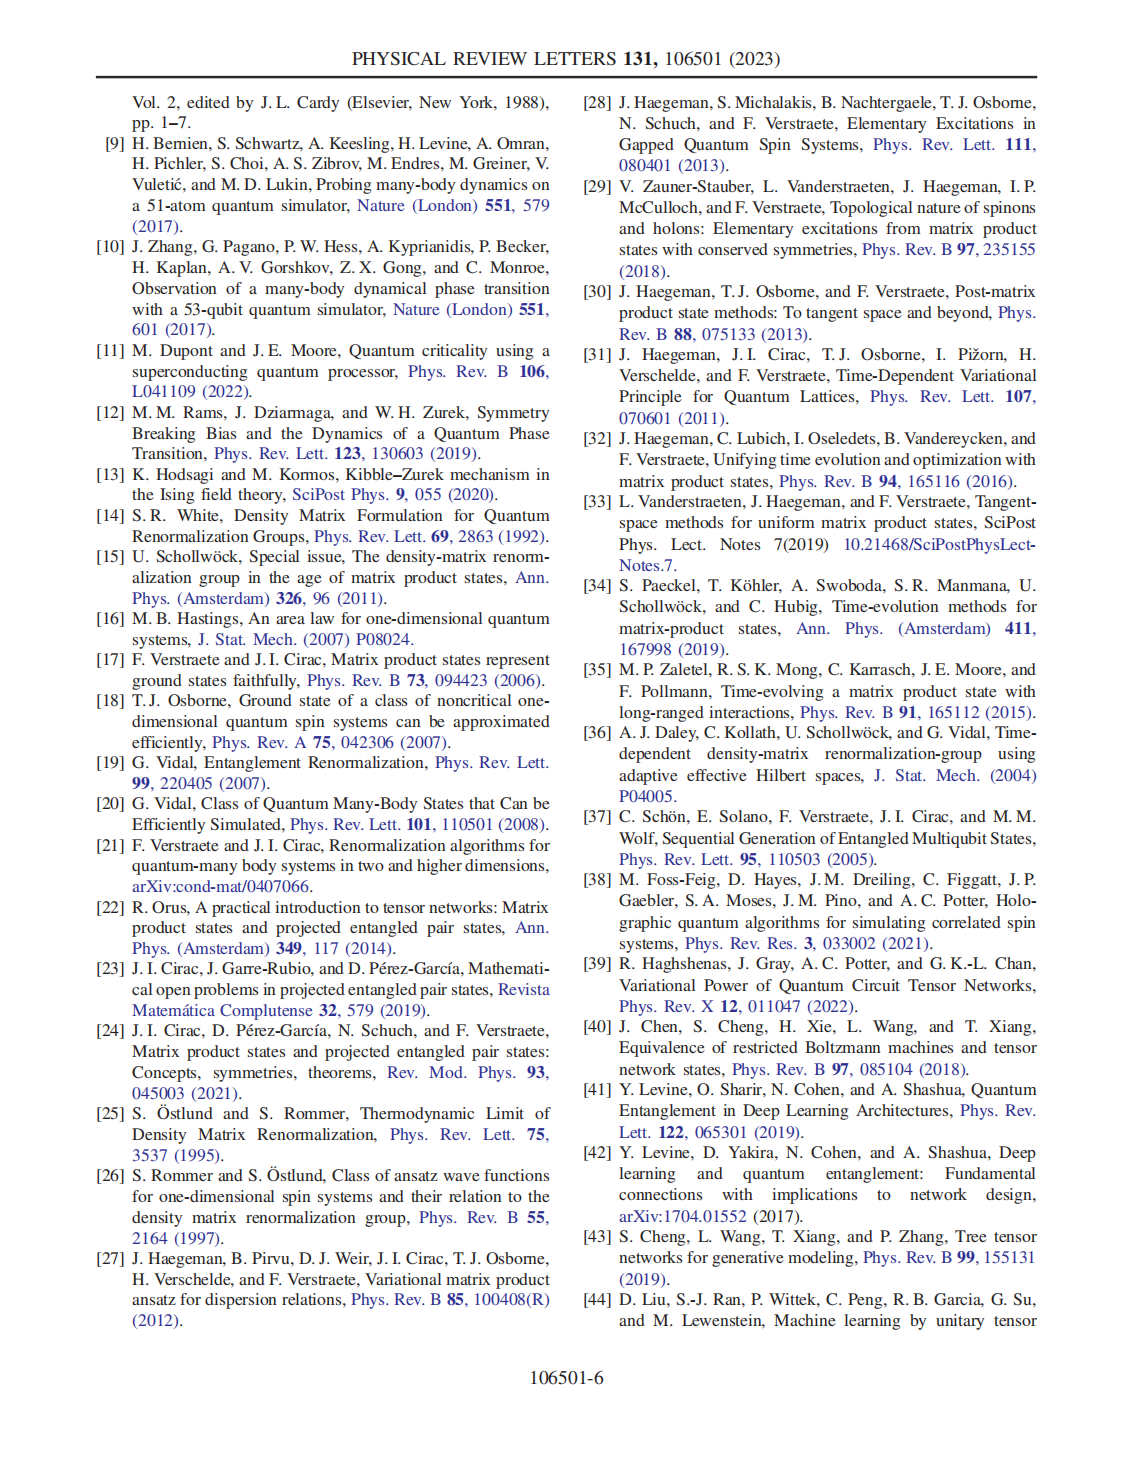 PHYSICAL REVIEW LETTERS 131, 106501 (2023)
Vol. 2, edited by J. L. Cardy (Elsevier, New York, 1988),
pp. 1–7.
[9] H. Bernien, S. Schwartz, A. Keesling, H. Levine, A. Omran,
H. Pichler, S. Choi, A. S. Zibrov, M. Endres, M. Greiner, V.
Vuletić, and M. D. Lukin, Probing many-body dynamics on
a 51-atom quantum simulator, Nature (London) 551, 579
(2017).
[10] J. Zhang, G. Pagano, P. W. Hess, A. Kyprianidis, P. Becker,
H. Kaplan, A. V. Gorshkov, Z. X. Gong, and C. Monroe,
Observation of a many-body dynamical phase transition
with a 53-qubit quantum simulator, Nature (London) 551,
601 (2017).
[11] M. Dupont and J. E. Moore, Quantum criticality using a
superconducting quantum processor, Phys. Rev. B 106,
L041109 (2022).
[12] M. M. Rams, J. Dziarmaga, and W. H. Zurek, Symmetry
Breaking Bias and the Dynamics of a Quantum Phase
Transition, Phys. Rev. Lett. 123, 130603 (2019).
[13] K. Hodsagi and M. Kormos, Kibble–Zurek mechanism in
the Ising field theory, SciPost Phys. 9, 055 (2020).
[14] S. R. White, Density Matrix Formulation for Quantum
Renormalization Groups, Phys. Rev. Lett. 69, 2863 (1992).
[15] U. Schollwöck, Special issue, The density-matrix renorm-
alization group in the age of matrix product states, Ann.
Phys. (Amsterdam) 326, 96 (2011).
[16] M. B. Hastings, An area law for one-dimensional quantum
systems, J. Stat. Mech. (2007) P08024.
[17] F. Verstraete and J. I. Cirac, Matrix product states represent
ground states faithfully, Phys. Rev. B 73, 094423 (2006).
[18] T. J. Osborne, Ground state of a class of noncritical one-
dimensional quantum spin systems can be approximated
efficiently, Phys. Rev. A 75, 042306 (2007).
[19] G. Vidal, Entanglement Renormalization, Phys. Rev. Lett.
99, 220405 (2007).
[20] G. Vidal, Class of Quantum Many-Body States that Can be
Efficiently Simulated, Phys. Rev. Lett. 101, 110501 (2008).
[21] F. Verstraete and J. I. Cirac, Renormalization algorithms for
quantum-many body systems in two and higher dimensions,
arXiv:cond-mat/0407066.
[22] R. Orus, A practical introduction to tensor networks: Matrix
product states and projected entangled pair states, Ann.
Phys. (Amsterdam) 349, 117 (2014).
[23] J. I. Cirac, J. Garre-Rubio, and D. Pérez-García, Mathemati-
cal open problems in projected entangled pair states, Revista
Matemática Complutense 32, 579 (2019).
[24] J. I. Cirac, D. Pérez-García, N. Schuch, and F. Verstraete,
Matrix product states and projected entangled pair states:
Concepts, symmetries, theorems, Rev. Mod. Phys. 93,
045003 (2021).
[25] S. Östlund and S. Rommer, Thermodynamic Limit of
Density Matrix Renormalization, Phys. Rev. Lett. 75,
3537 (1995).
[26] S. Rommer and S. Östlund, Class of ansatz wave functions
for one-dimensional spin systems and their relation to the
density matrix renormalization group, Phys. Rev. B 55,
2164 (1997).
[27] J. Haegeman, B. Pirvu, D. J. Weir, J. I. Cirac, T. J. Osborne,
H. Verschelde, and F. Verstraete, Variational matrix product
ansatz for dispersion relations, Phys. Rev. B 85, 100408(R)
(2012).
[28] J. Haegeman, S. Michalakis, B. Nachtergaele, T. J. Osborne,
N. Schuch, and F. Verstraete, Elementary Excitations in
Gapped Quantum Spin Systems, Phys. Rev. Lett. 111,
080401 (2013).
[29] V. Zauner-Stauber, L. Vanderstraeten, J. Haegeman, I. P.
McCulloch, and F. Verstraete, Topological nature of spinons
and holons: Elementary excitations from matrix product
states with conserved symmetries, Phys. Rev. B 97, 235155
(2018).
[30] J. Haegeman, T. J. Osborne, and F. Verstraete, Post-matrix
product state methods: To tangent space and beyond, Phys.
Rev. B 88, 075133 (2013).
[31] J. Haegeman, J. I. Cirac, T. J. Osborne, I. Pižorn, H.
Verschelde, and F. Verstraete, Time-Dependent Variational
Principle for Quantum Lattices, Phys. Rev. Lett. 107,
070601 (2011).
[32] J. Haegeman, C. Lubich, I. Oseledets, B. Vandereycken, and
F. Verstraete, Unifying time evolution and optimization with
matrix product states, Phys. Rev. B 94, 165116 (2016).
[33] L. Vanderstraeten, J. Haegeman, and F. Verstraete, Tangent-
space methods for uniform matrix product states, SciPost
Phys. Lect. Notes 7(2019) 10.21468/SciPostPhysLect-
Notes.7.
[34] S. Paeckel, T. Köhler, A. Swoboda, S. R. Manmana, U.
Schollwöck, and C. Hubig, Time-evolution methods for
matrix-product states, Ann. Phys. (Amsterdam) 411,
167998 (2019).
[35] M. P. Zaletel, R. S. K. Mong, C. Karrasch, J. E. Moore, and
F. Pollmann, Time-evolving a matrix product state with
long-ranged interactions, Phys. Rev. B 91, 165112 (2015).
[36] A. J. Daley, C. Kollath, U. Schollwöck, and G. Vidal, Time-
dependent density-matrix renormalization-group using
adaptive effective Hilbert spaces, J. Stat. Mech. (2004)
P04005.
[37] C. Schön, E. Solano, F. Verstraete, J. I. Cirac, and M. M.
Wolf, Sequential Generation of Entangled Multiqubit States,
Phys. Rev. Lett. 95, 110503 (2005).
[38] M. Foss-Feig, D. Hayes, J. M. Dreiling, C. Figgatt, J. P.
Gaebler, S. A. Moses, J. M. Pino, and A. C. Potter, Holo-
graphic quantum algorithms for simulating correlated spin
systems, Phys. Rev. Res. 3, 033002 (2021).
[39] R. Haghshenas, J. Gray, A. C. Potter, and G. K.-L. Chan,
Variational Power of Quantum Circuit Tensor Networks,
Phys. Rev. X 12, 011047 (2022).
[40] J. Chen, S. Cheng, H. Xie, L. Wang, and T. Xiang,
Equivalence of restricted Boltzmann machines and tensor
network states, Phys. Rev. B 97, 085104 (2018).
[41] Y. Levine, O. Sharir, N. Cohen, and A. Shashua, Quantum
Entanglement in Deep Learning Architectures, Phys. Rev.
Lett. 122, 065301 (2019).
[42] Y. Levine, D. Yakira, N. Cohen, and A. Shashua, Deep
learning and quantum entanglement: Fundamental
connections with implications to network design,
arXiv:1704.01552 (2017).
[43] S. Cheng, L. Wang, T. Xiang, and P. Zhang, Tree tensor
networks for generative modeling, Phys. Rev. B 99, 155131
(2019).
[44] D. Liu, S.-J. Ran, P. Wittek, C. Peng, R. B. Garcia, G. Su,
and M. Lewenstein, Machine learning by unitary tensor
106501-6